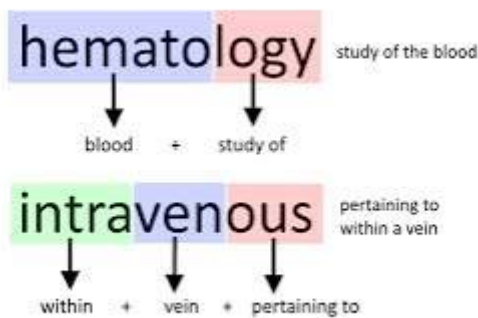 hematology
study of the blood
blood + study of
intravenous
pertaining to
within a vein
within + vein + pertaining to